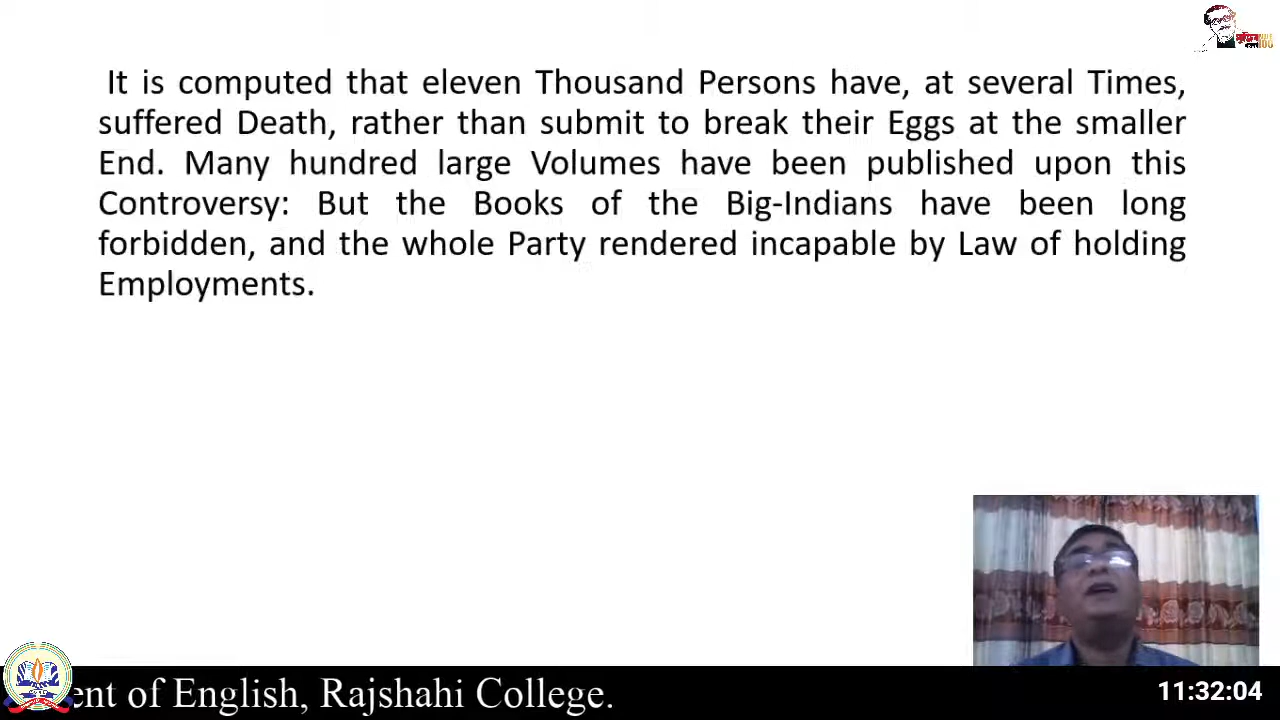 It is computed that eleven Thousand Persons have, at several Times,
suffered Death, rather than submit to break their Eggs at the smaller
End. Many hundred large Volumes have been published upon this
Controversy: But the Books of the Big-Indians have been long
forbidden, and the whole Party rendered incapable by Law of holding
Employments.
ent of English, Rajshahi College.
11:32:04